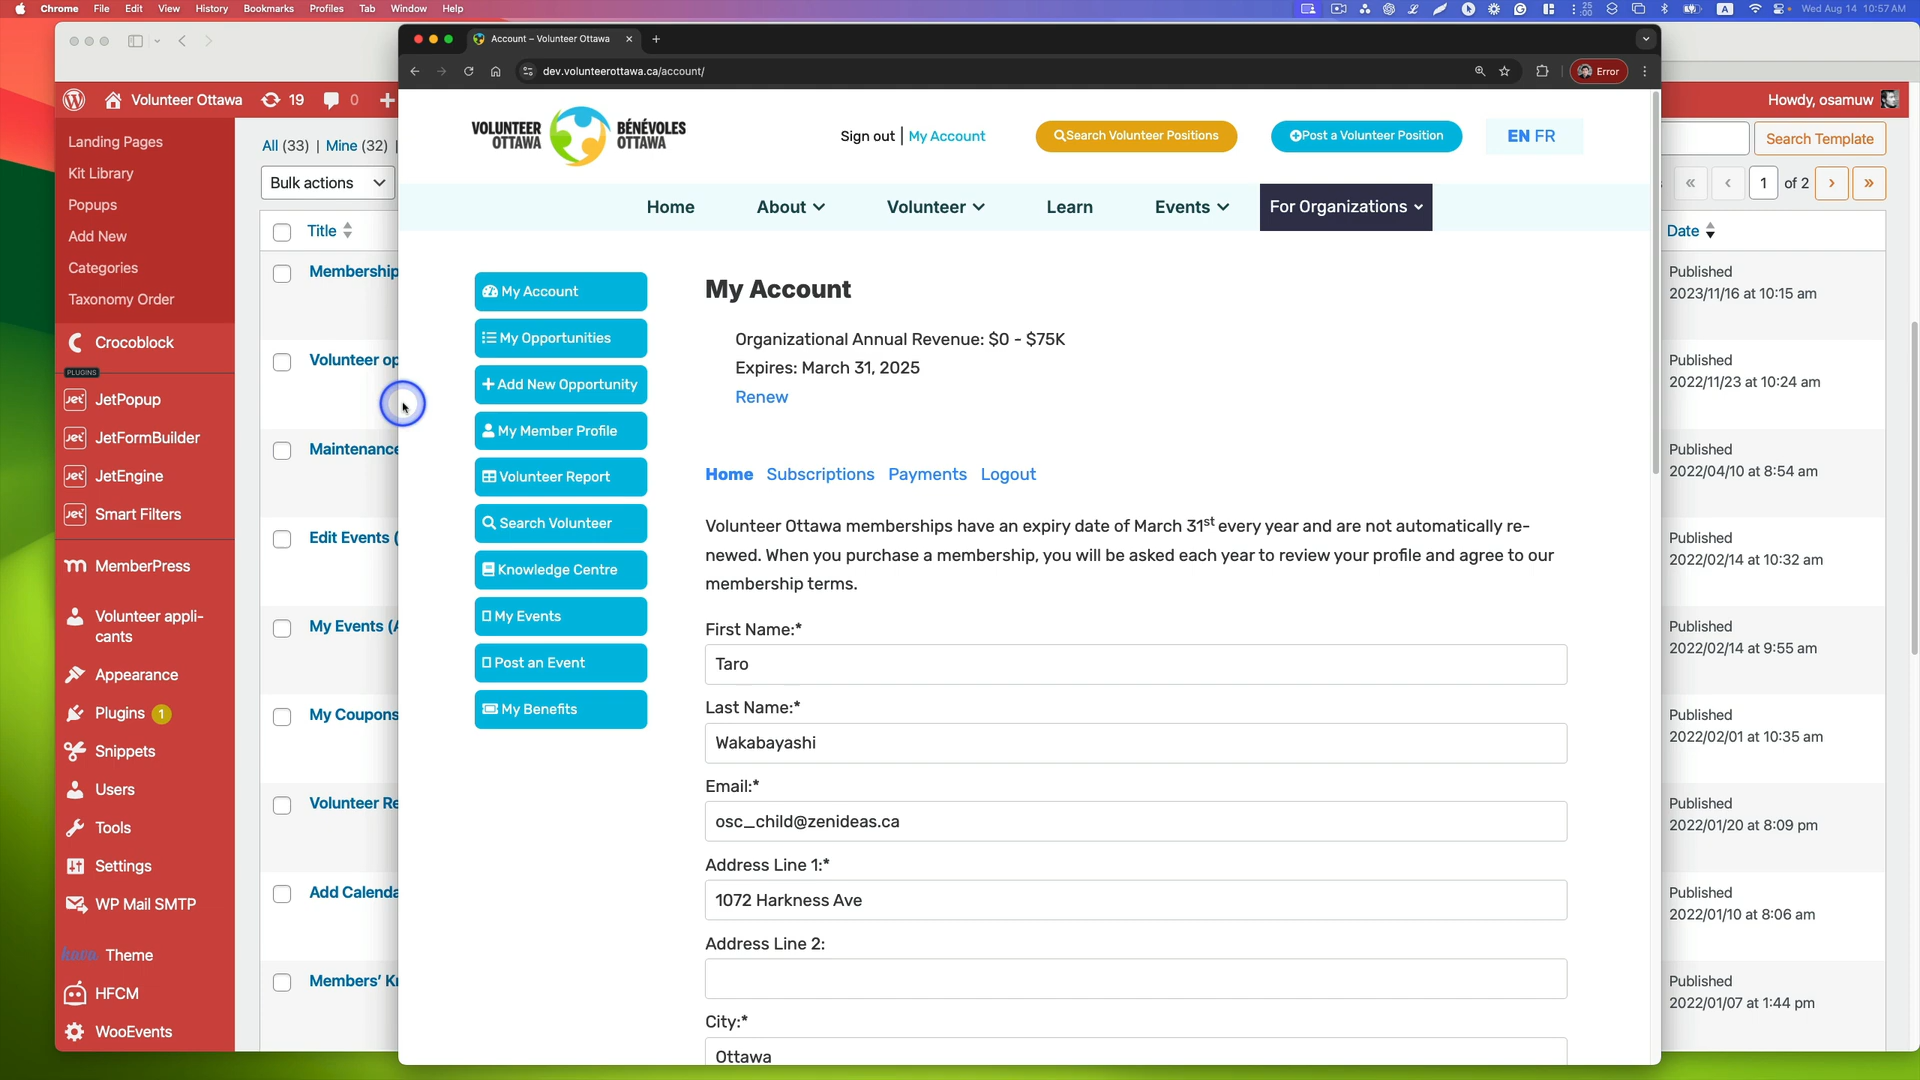 Chrome File Edit View History Bookmarks Profiles Tab Window Help
25
:00
A
Wed Aug 14 10:57 AM
Account – Volunteer Ottawa
dev.volunteerottawa.ca/account/
Error
Volunteer Ottawa 19 0
Howdy, osamuw
Landing Pages
Kit Library
Popups
Add New
Categories
Taxonomy Order
Crocoblock
PLUGINS
JetPopup
JetFormBuilder
JetEngine
Smart Filters
MemberPress
Volunteer appli-
cants
Appearance
Plugins 1
Snippets
Users
Tools
Settings
WP Mail SMTP
kava Theme
HFCM
WooEvents
All (33) | Mine (32) |
Bulk actions
Title
Membership
Volunteer op
Maintenance
Edit Events (
My Events (A
My Coupons
Volunteer Re
Add Calenda
Members’ Kn
VOLUNTEER
OTTAWA
BÉNÉVOLES
OTTAWA
Sign out | My Account
Search Volunteer Positions
Post a Volunteer Position
EN FR
Home About Volunteer Learn Events For Organizations
My Account
My Opportunities
Add New Opportunity
My Member Profile
Volunteer Report
Search Volunteer
Knowledge Centre
My Events
Post an Event
My Benefits
My Account
Organizational Annual Revenue: $0 - $75K
Expires: March 31, 2025
Renew
Home Subscriptions Payments Logout
Volunteer Ottawa memberships have an expiry date of March 31st every year and are not automatically re-
newed. When you purchase a membership, you will be asked each year to review your profile and agree to our
membership terms.
First Name:*
Taro
Last Name:*
Wakabayashi
Email:*
osc_child@zenideas.ca
Address Line 1:*
1072 Harkness Ave
Address Line 2:
City:*
Ottawa
Search Template
« ‹ 1 of 2 › »
Date
Published
2023/11/16 at 10:15 am
Published
2022/11/23 at 10:24 am
Published
2022/04/10 at 8:54 am
Published
2022/02/14 at 10:32 am
Published
2022/02/14 at 9:55 am
Published
2022/02/01 at 10:35 am
Published
2022/01/20 at 8:09 pm
Published
2022/01/10 at 8:06 am
Published
2022/01/07 at 1:44 pm